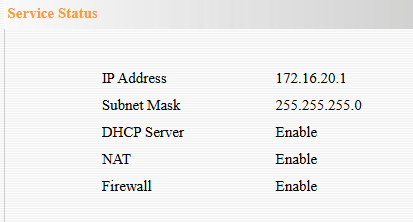 Service Status
IP Address 172.16.20.1
Subnet Mask 255.255.255.0
DHCP Server Enable
NAT Enable
Firewall Enable